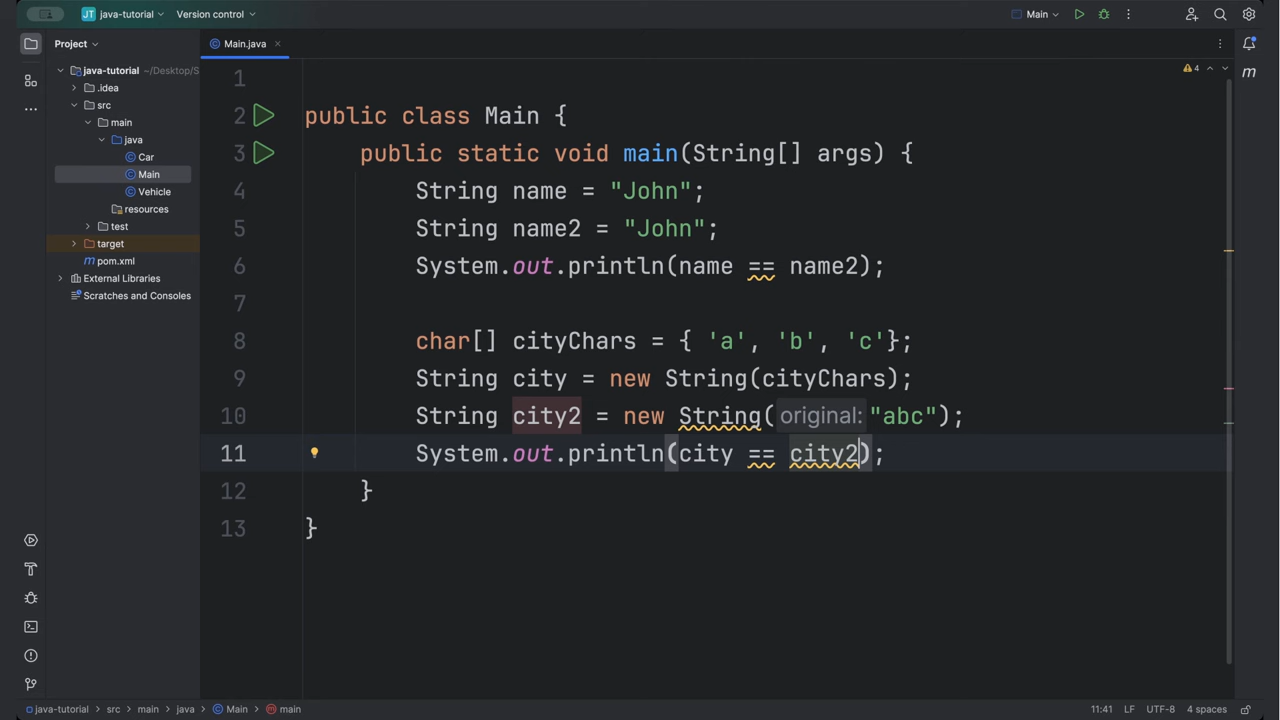 JT java-tutorial Version control Main
Project Main.java
java-tutorial ~/Desktop/S
4
.idea
src
main
java
Car
Main
Vehicle
resources
test
target
m pom.xml
External Libraries
Scratches and Consoles
m
1
2 public class Main {
3 public static void main(String[] args) {
4 String name = "John";
5 String name2 = "John";
6 System.out.println(name == name2);
7
8 char[] cityChars = { 'a', 'b', 'c'};
9 String city = new String(cityChars);
10 String city2 = new String( original: "abc");
11 System.out.println(city == city2);
12 }
13 }
java-tutorial > src > main > java > Main > main 11:41 LF UTF-8 4 spaces